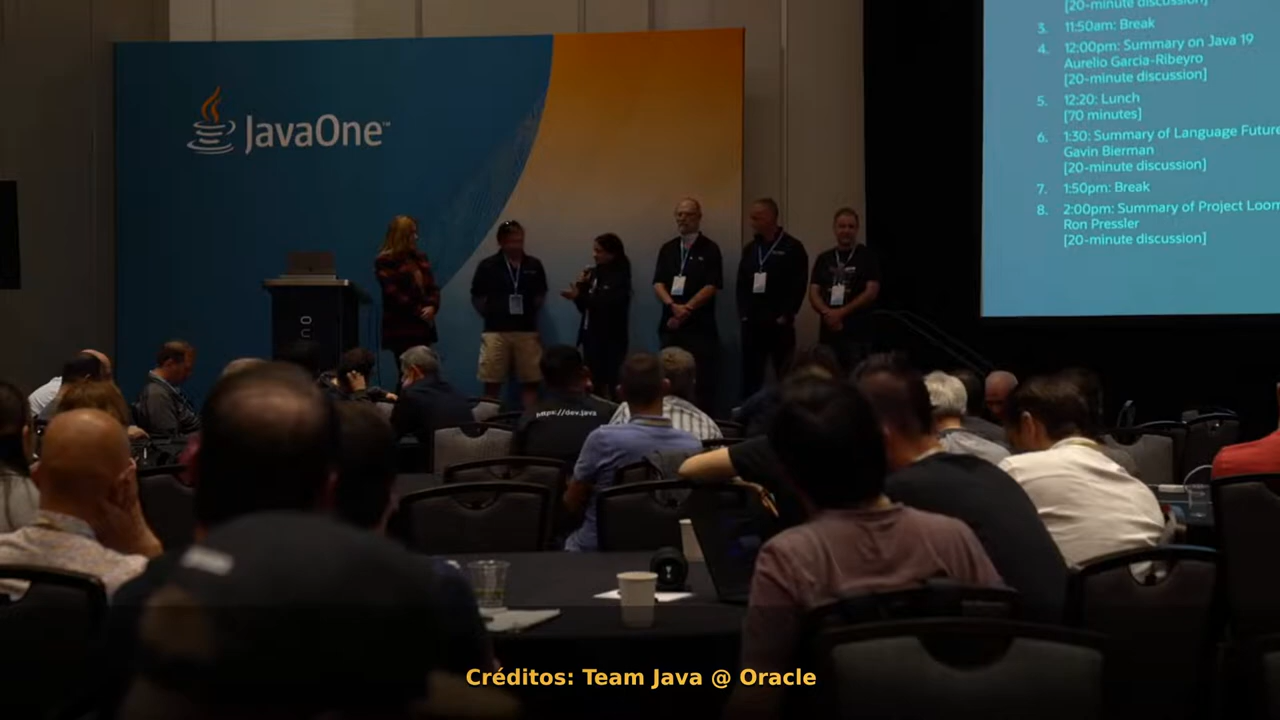 JavaOne™
[20-minute discussion]
3. 11:50am: Break
4. 12:00pm: Summary on Java 19
Aurelio Garcia-Ribeyro
[20-minute discussion]
5. 12:20: Lunch
[70 minutes]
6. 1:30: Summary of Language Future
Gavin Bierman
[20-minute discussion]
7. 1:50pm: Break
8. 2:00pm: Summary of Project Loom
Ron Pressler
[20-minute discussion]
https://dev.java
Créditos: Team Java @ Oracle